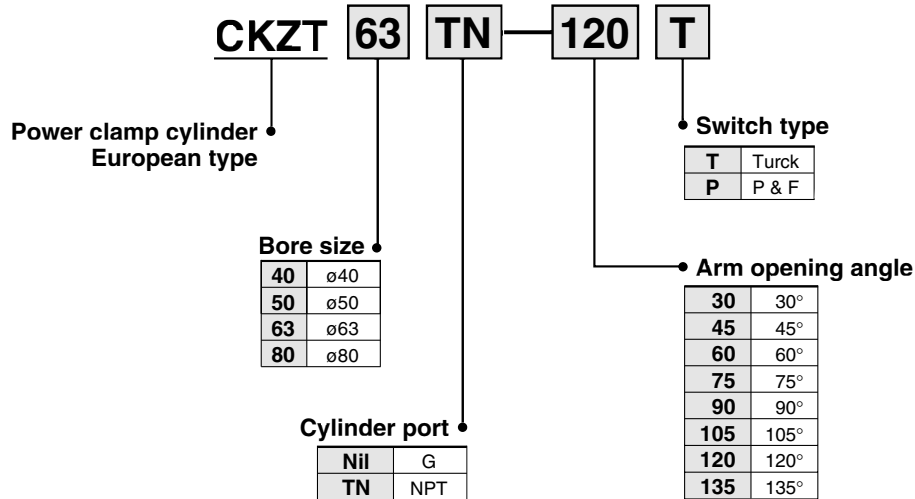 CKZT 63 TN — 120 T
Power clamp cylinder
European type
Switch type
T Turck
P P & F
Bore size
40 ø40
50 ø50
63 ø63
80 ø80
Arm opening angle
30 30°
45 45°
60 60°
75 75°
90 90°
105 105°
120 120°
135 135°
Cylinder port
Nil G
TN NPT